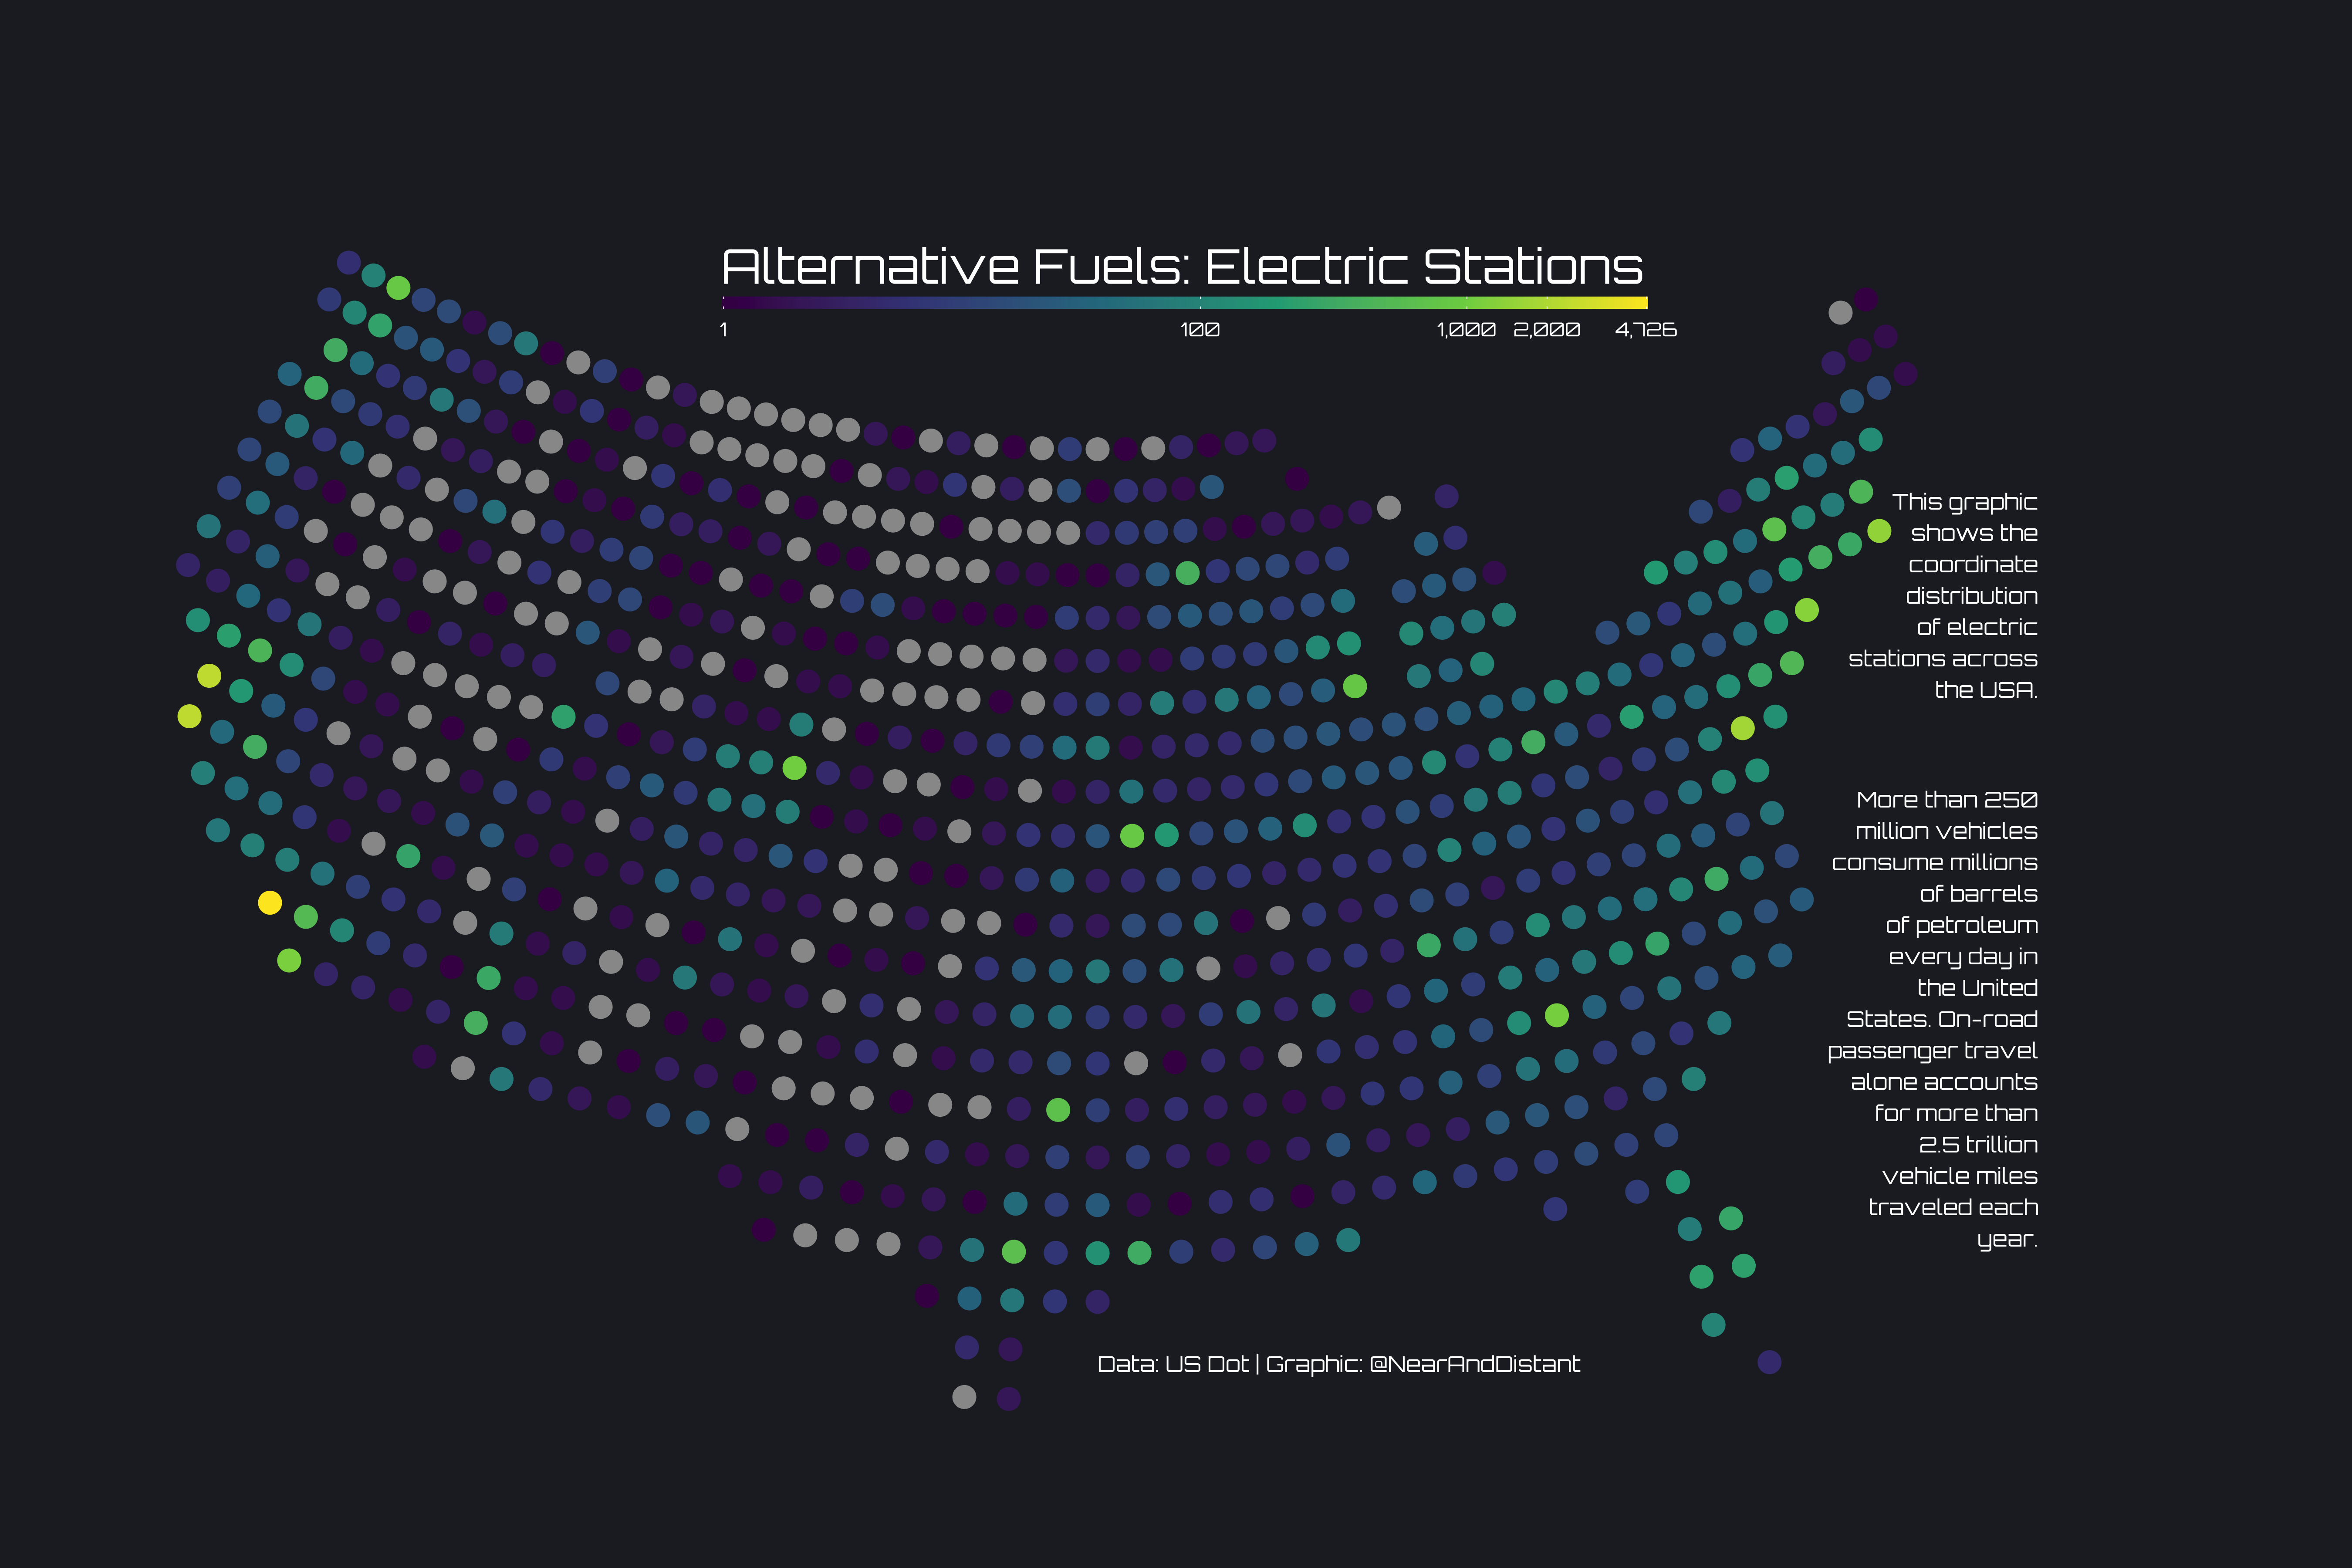 Alternative Fuels: Electric Stations
1 100 1,000 2,000 4,726
This graphic
shows the
coordinate
distribution
of electric
stations across
the USA.
More than 250
million vehicles
consume millions
of barrels
of petroleum
every day in
the United
States. On-road
passenger travel
alone accounts
for more than
2.5 trillion
vehicle miles
traveled each
year.
Data: US Dot | Graphic: @NearAndDistant